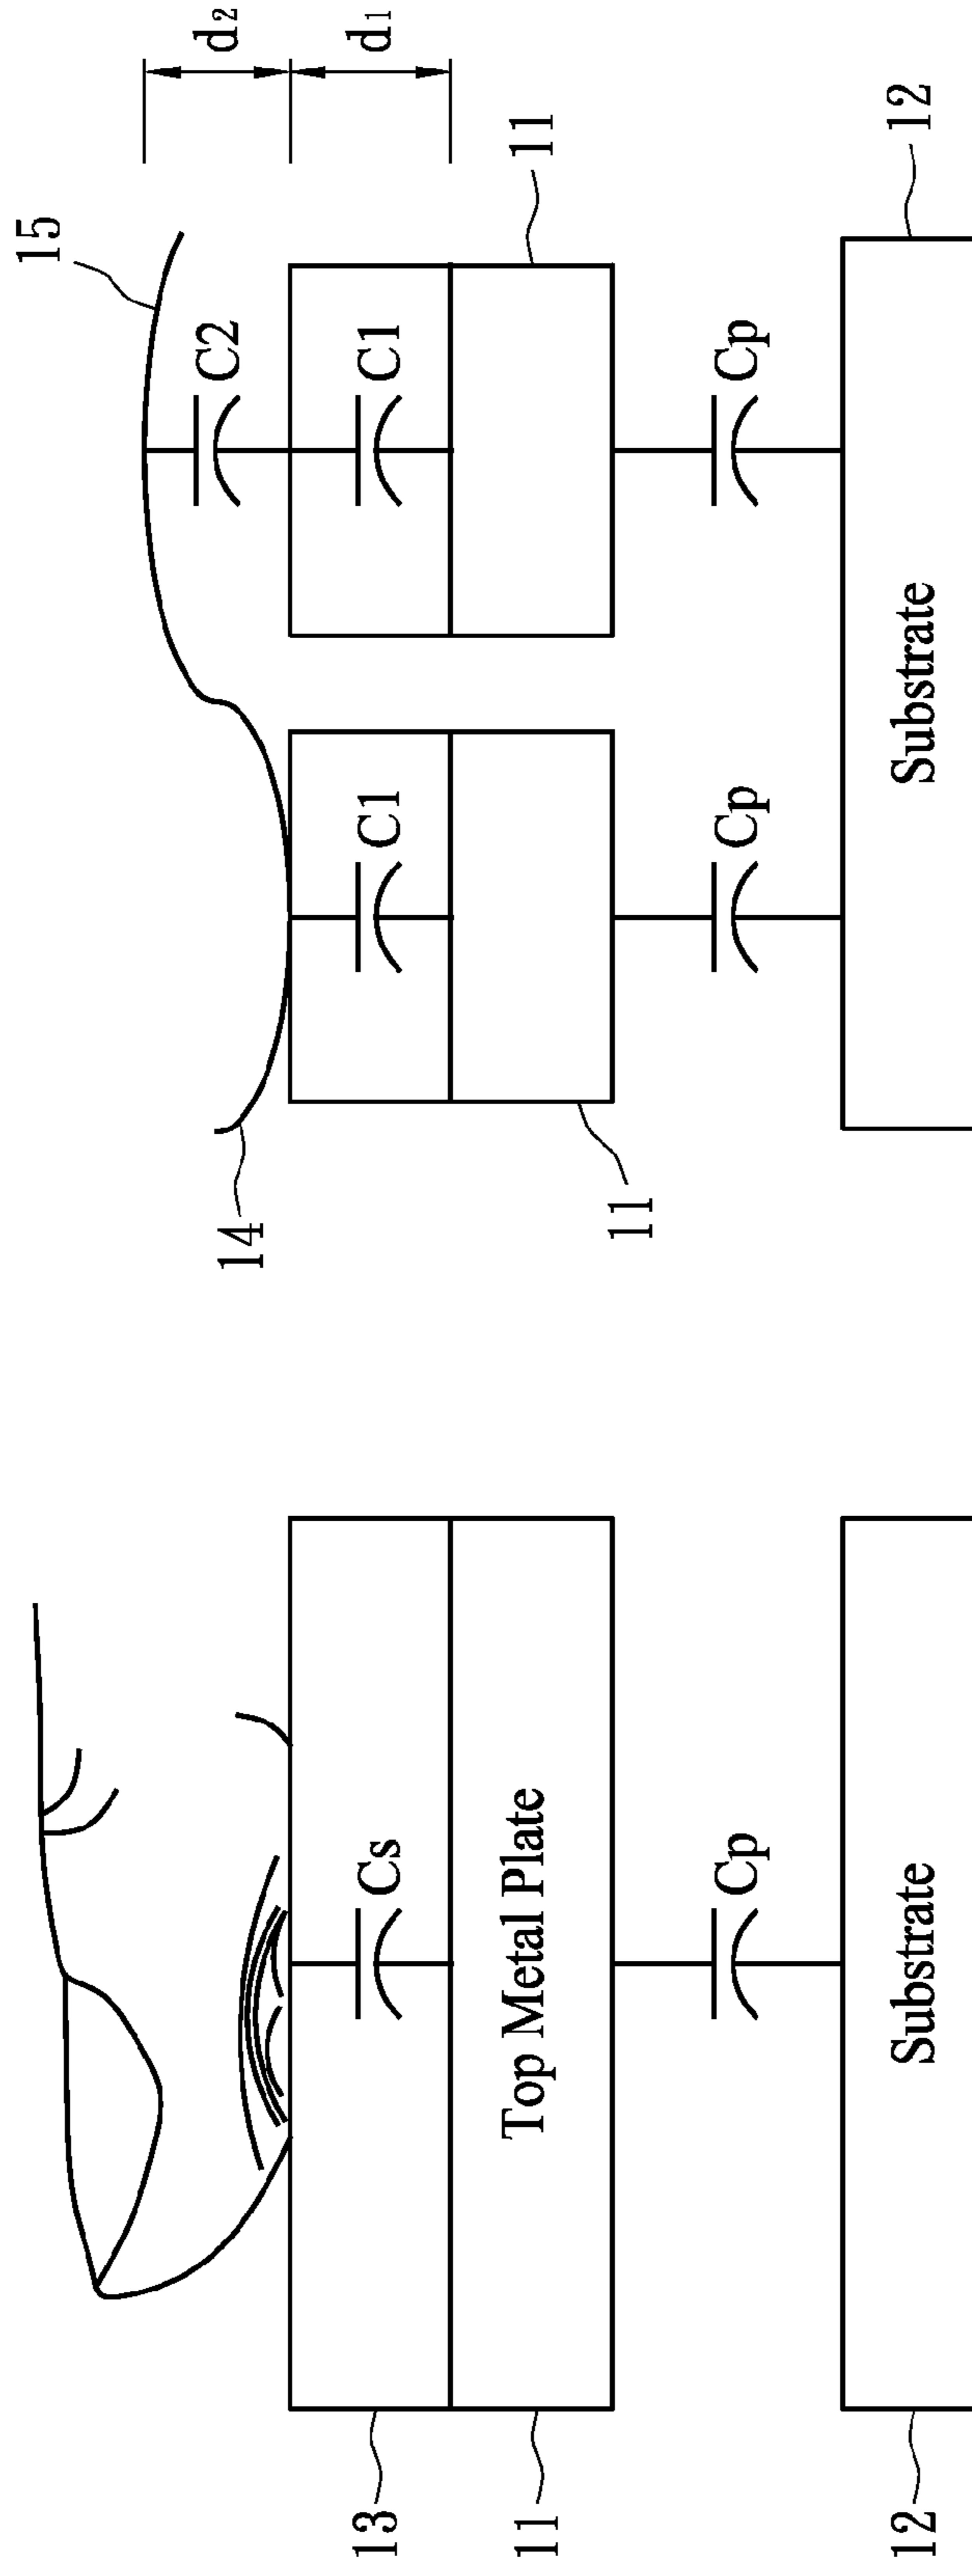 13
11
12
Cs
Top Metal Plate
Cp
Substrate
14
15
C2
C1
C1
11
11
Cp
Cp
12
Substrate
d2
d1